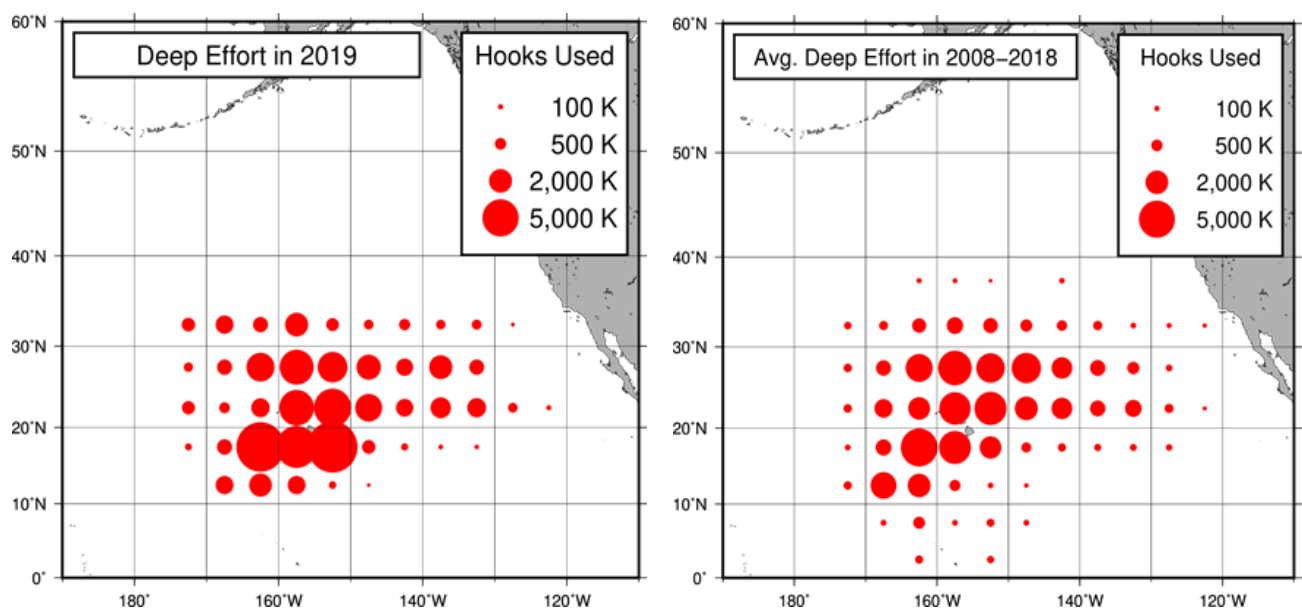 Deep Effort in 2019
Hooks Used
100 K
500 K
2,000 K
5,000 K
60°N
50°N
40°N
30°N
20°N
10°N
0°
180°
160°W
140°W
120°W
Avg. Deep Effort in 2008–2018
Hooks Used
100 K
500 K
2,000 K
5,000 K
60°N
50°N
40°N
30°N
20°N
10°N
0°
180°
160°W
140°W
120°W